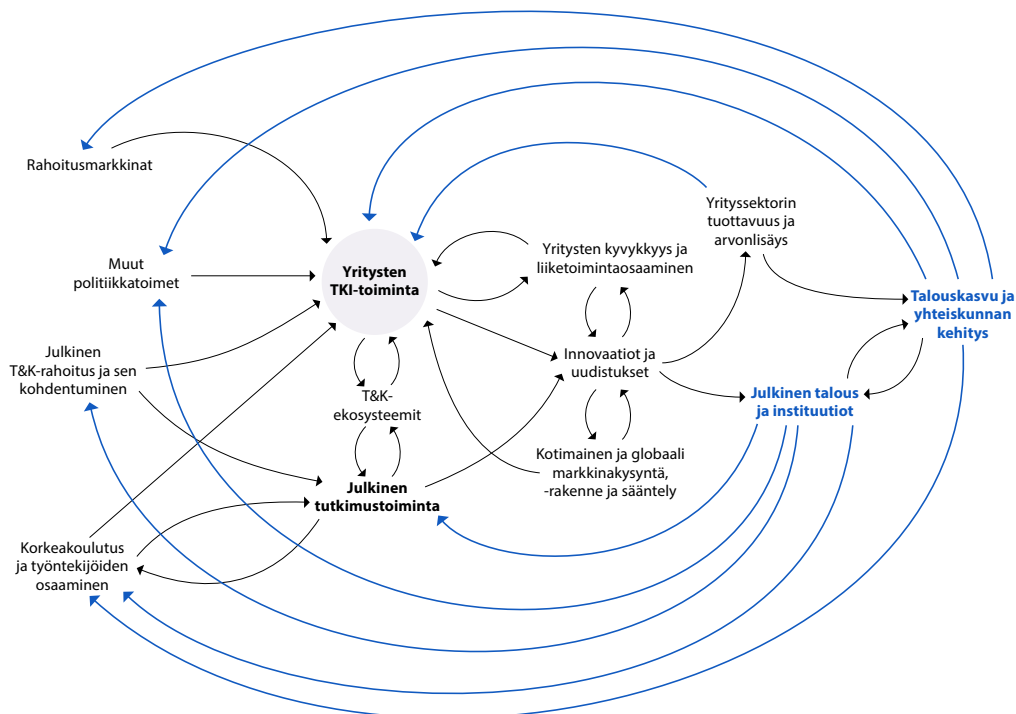 Rahoitusmarkkinat
Muut
politiikkatoimet
Julkinen
T&K-rahoitus ja sen
kohdentuminen
Korkeakoulutus
ja työntekijöiden
osaaminen
Yritysten
TKI-toiminta
T&K-
ekosysteemit
Julkinen
tutkimustoiminta
Yritysten kyvykkyys ja
liiketoimintaosaaminen
Innovaatiot ja
uudistukset
Kotimainen ja globaali
markkinakysyntä,
-rakenne ja sääntely
Yrityssektorin
tuottavuus ja
arvonlisäys
Julkinen talous
ja instituutiot
Talouskasvu ja
yhteiskunnan
kehitys